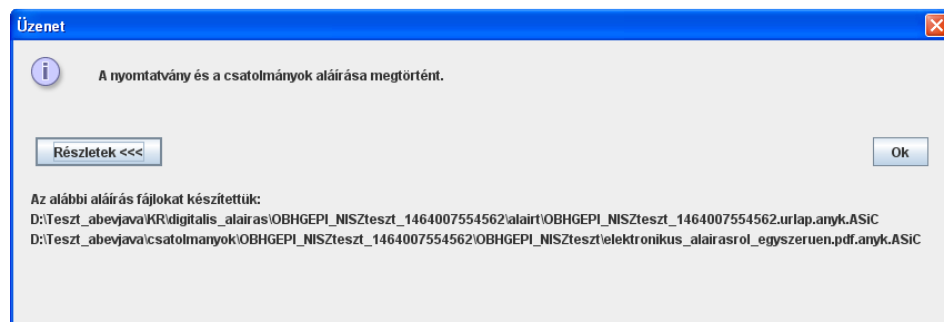 Üzenet
A nyomtatvány és a csatolmányok aláírása megtörtént.
Részletek <<<
Ok
Az alábbi aláírás fájlokat készítettük:
D:\Teszt_abevjava\KR\digitalis_alairas\OBHGEPI_NISZteszt_1464007554562\alairt\OBHGEPI_NISZteszt_1464007554562.urlap.anyk.ASiC
D:\Teszt_abevjava\csatolmanyok\OBHGEPI_NISZteszt_1464007554562\OBHGEPI_NISZteszt\elektronikus_alairasrol_egyszeruen.pdf.anyk.ASiC